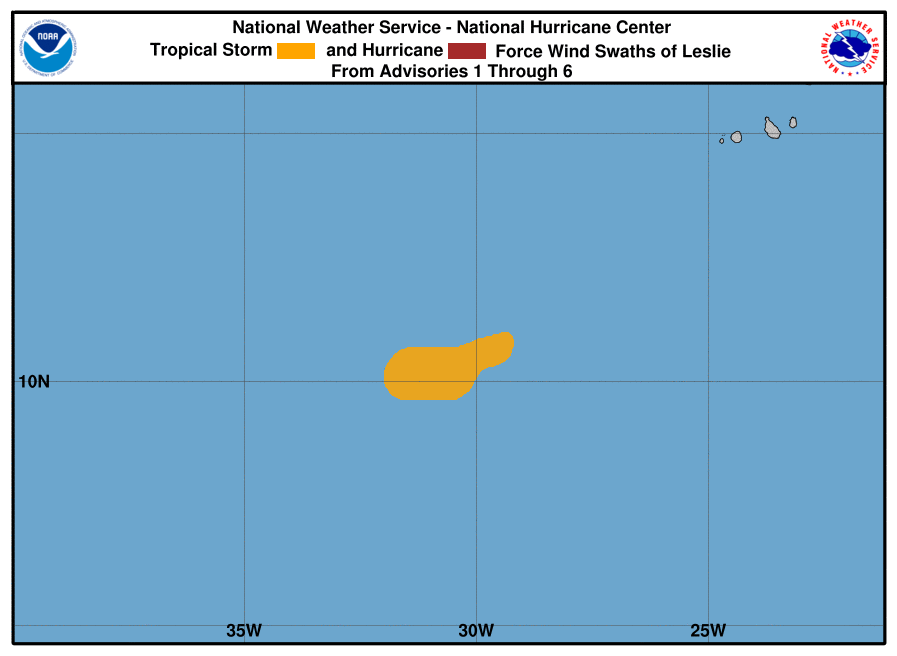 National Weather Service - National Hurricane Center
Tropical Storm and Hurricane Force Wind Swaths of Leslie
From Advisories 1 Through 6
NOAA
NATIONAL WEATHER SERVICE
10N
35W 30W 25W